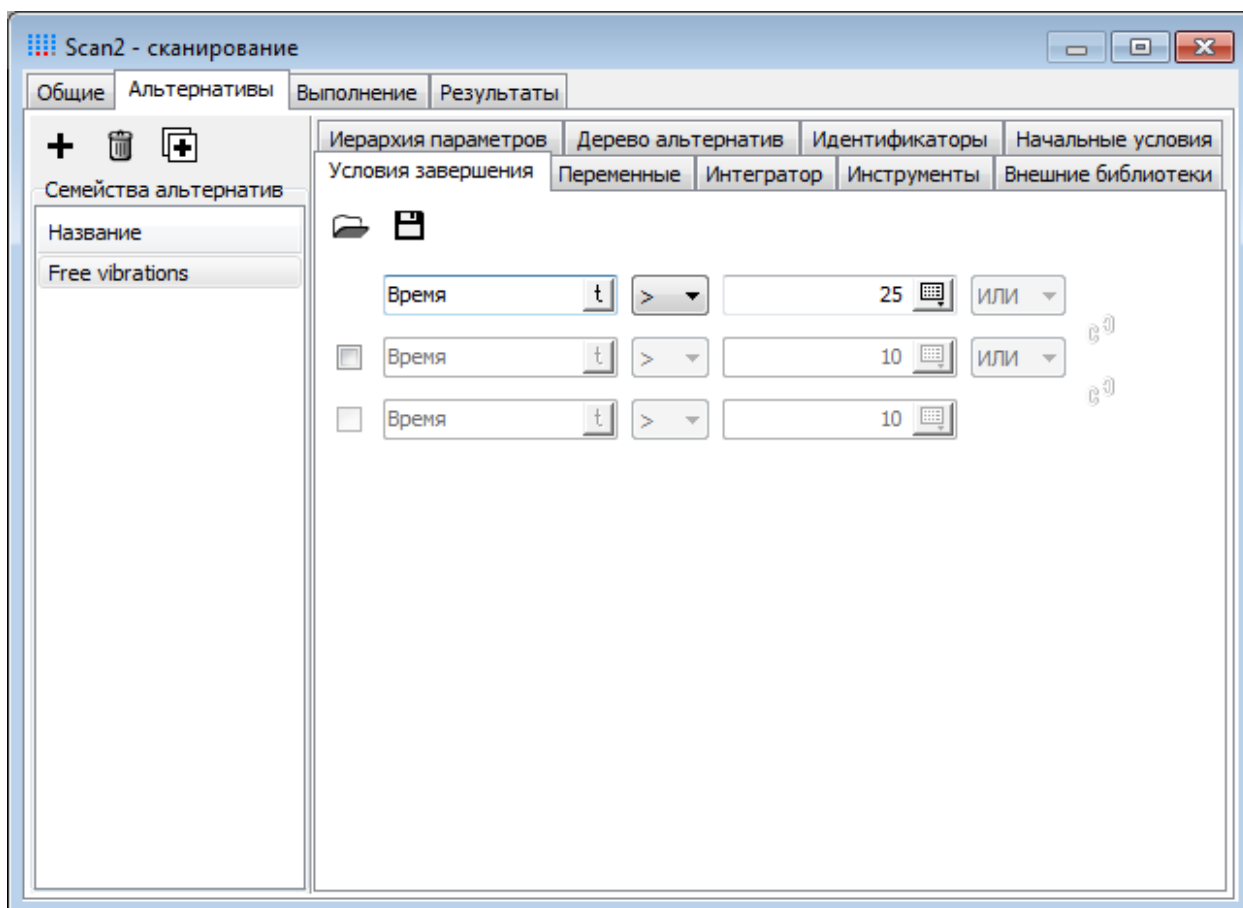 Scan2 - сканирование
Общие Альтернативы Выполнение Результаты
Иерархия параметров Дерево альтернатив Идентификаторы Начальные условия
Условия завершения Переменные Интегратор Инструменты Внешние библиотеки
Семейства альтернатив
Название
Free vibrations
Время t > 25 ИЛИ
Время t > 10 ИЛИ
Время t > 10